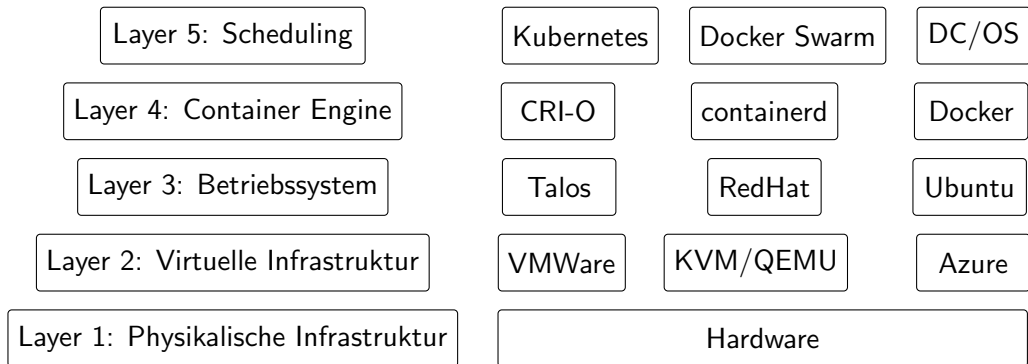 Layer 5: Scheduling Kubernetes Docker Swarm DC/OS
Layer 4: Container Engine CRI-O containerd Docker
Layer 3: Betriebssystem Talos RedHat Ubuntu
Layer 2: Virtuelle Infrastruktur VMWare KVM/QEMU Azure
Layer 1: Physikalische Infrastruktur Hardware